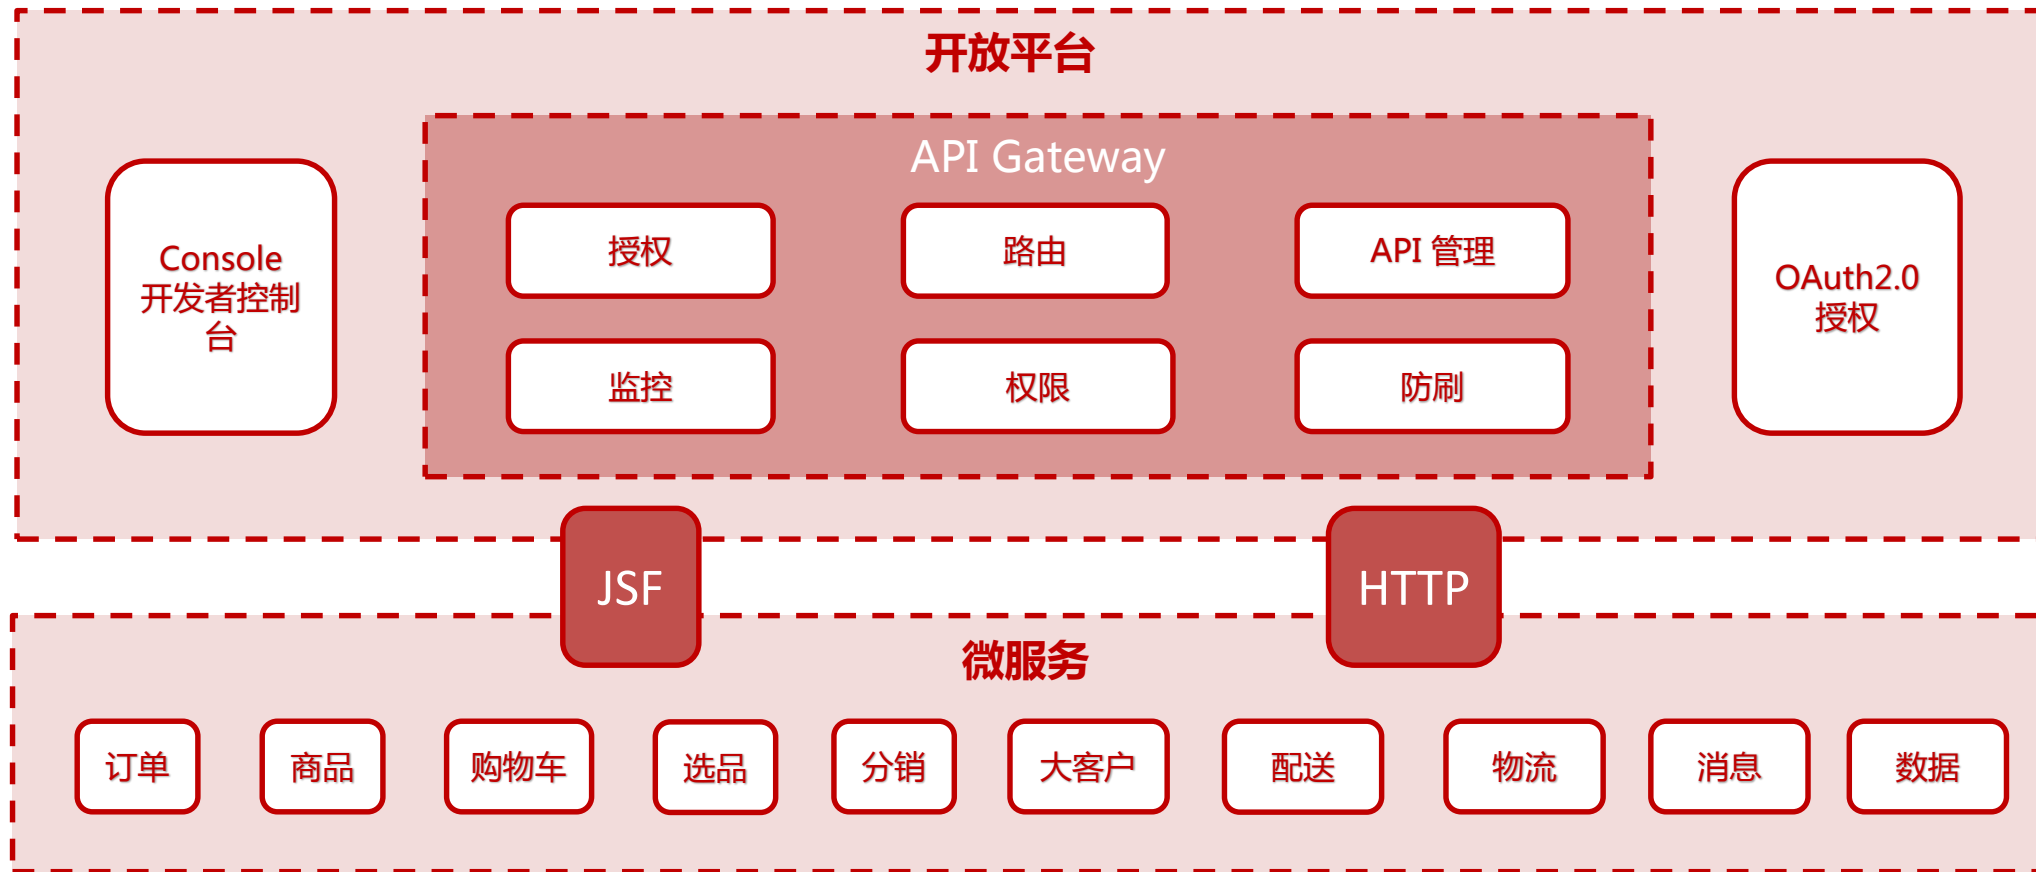 开放平台
API Gateway
Console
开发者控制
台
授权
路由
API 管理
OAuth2.0
授权
监控
权限
防刷
JSF
HTTP
微服务
订单
商品
购物车
选品
分销
大客户
配送
物流
消息
数据